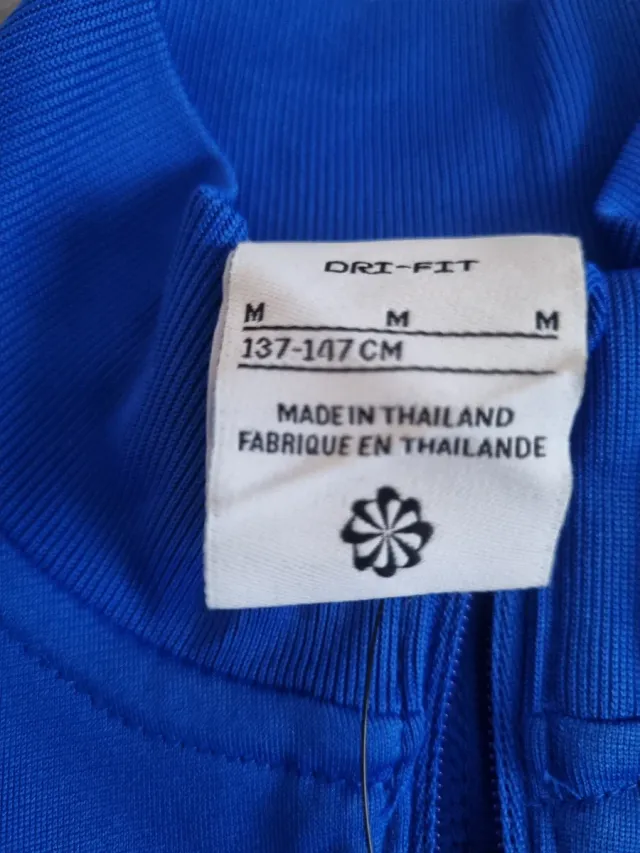 DRI-FIT
M M M
137-147 CM
MADE IN THAILAND
FABRIQUE EN THAILANDE